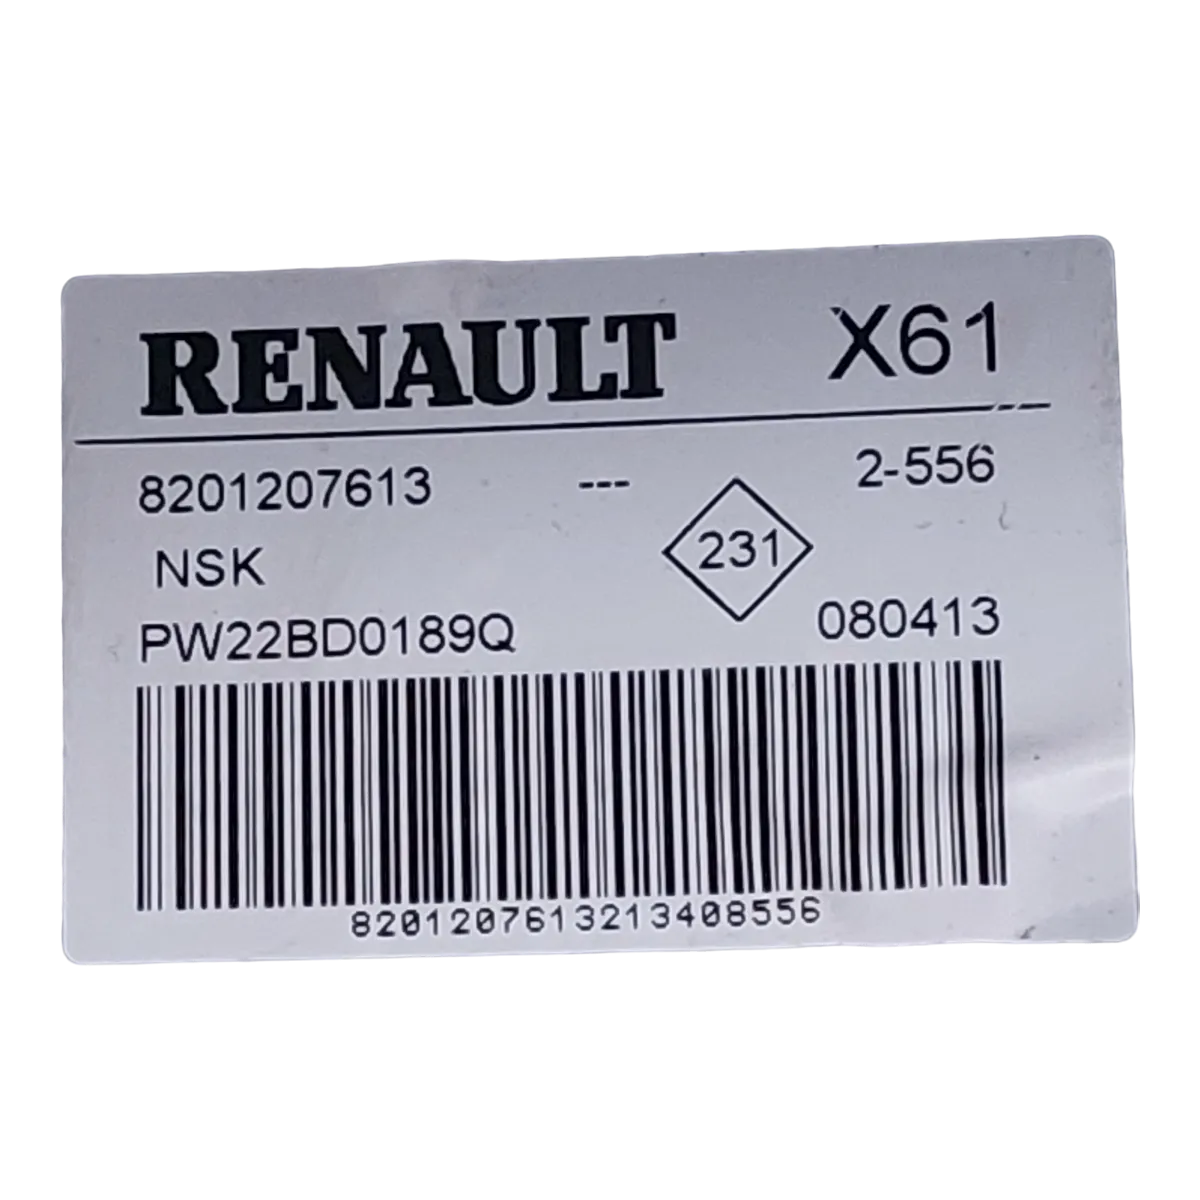 RENAULT X61
8201207613 --- 2-556
NSK 231
PW22BD0189Q 080413
8201207613213408556